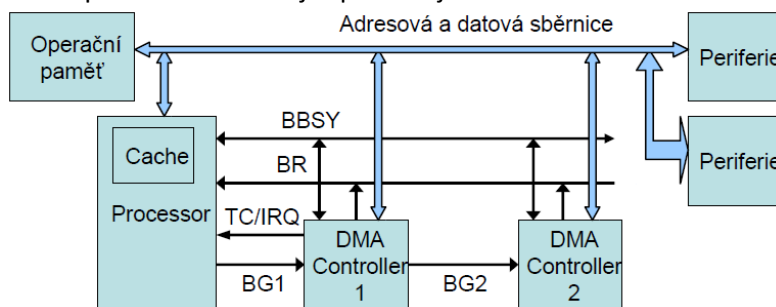 Adresová a datová sběrnice
Operační
paměť
Periferie
BBSY
Cache
BR
Periferie
Processor
TC/IRQ
DMA
Controller
1
DMA
Controller
2
BG1
BG2